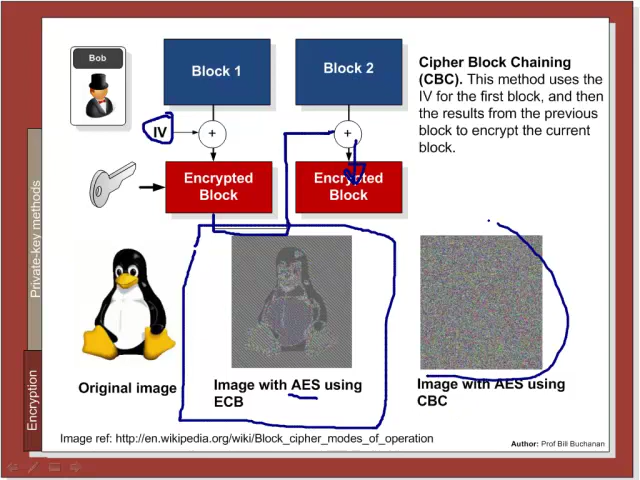 Bob
Block 1
Block 2
Cipher Block Chaining
(CBC). This method uses the
IV for the first block, and then
the results from the previous
block to encrypt the current
block.
IV
+
+
Encrypted
Block
Encrypted
Block
Private-key methods
Encryption
Original image
Image with AES using
ECB
Image with AES using
CBC
Image ref: http://en.wikipedia.org/wiki/Block_cipher_modes_of_operation
Author: Prof Bill Buchanan